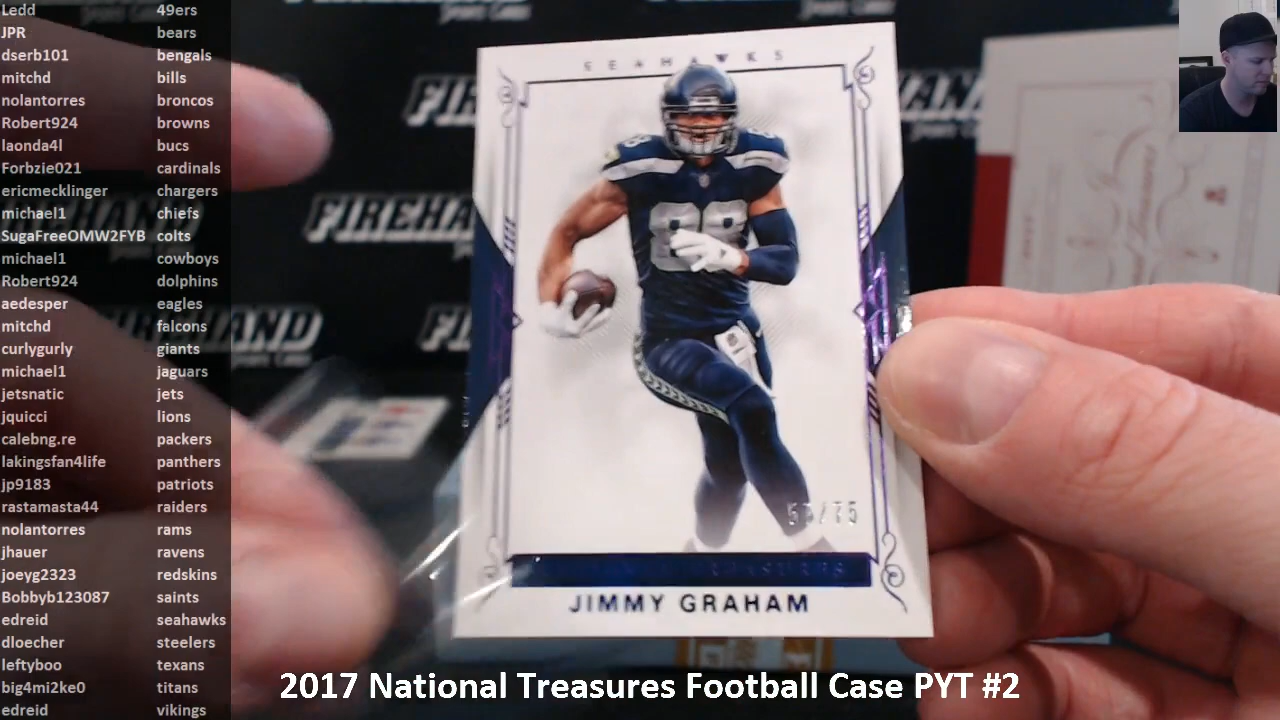 Ledd 49ers
JPR bears
dserb101 bengals
mitchd bills
nolantorres broncos
Robert924 browns
laonda4l bucs
Forbzie021 cardinals
ericmecklinger chargers
michael1 chiefs
SugaFreeOMW2FYB colts
michael1 cowboys
Robert924 dolphins
aedesper eagles
mitchd falcons
curlygurly giants
michael1 jaguars
jetsnatic jets
jquicci lions
calebng.re packers
lakingsfan4life panthers
jp9183 patriots
rastamasta44 raiders
nolantorres rams
jhauer ravens
joeyg2323 redskins
Bobbyb123087 saints
edreid seahawks
dloecher steelers
leftyboo texans
big4mi2ke0 titans
edreid vikings
SEAHAWKS
88
TREASURES
JIMMY GRAHAM
FIREHAND
2017 National Treasures Football Case PYT #2